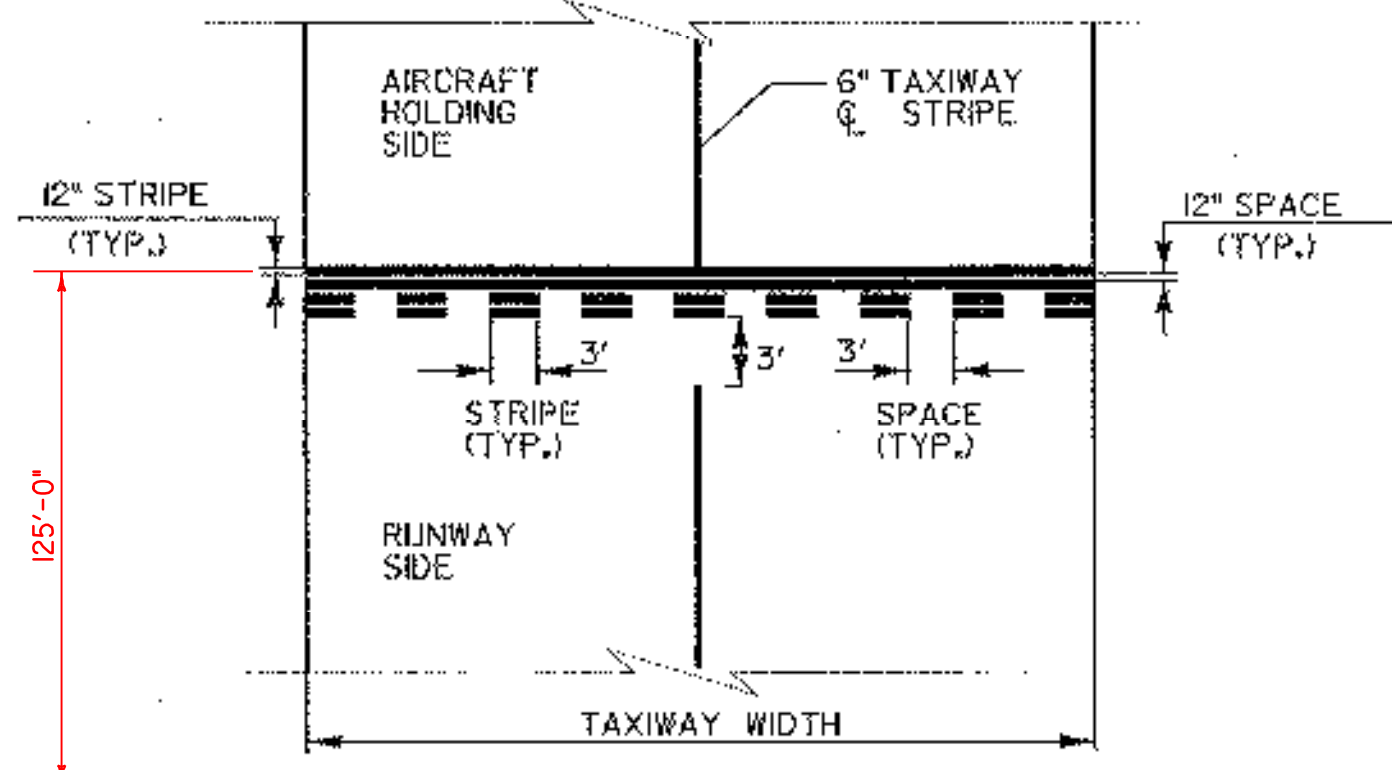 AIRCRAFT
HOLDING
SIDE
6" TAXIWAY
℄ STRIPE
12" STRIPE
(TYP.)
12" SPACE
(TYP.)
3'
3'
3'
STRIPE
(TYP.)
SPACE
(TYP.)
125'-0"
RUNWAY
SIDE
TAXIWAY WIDTH